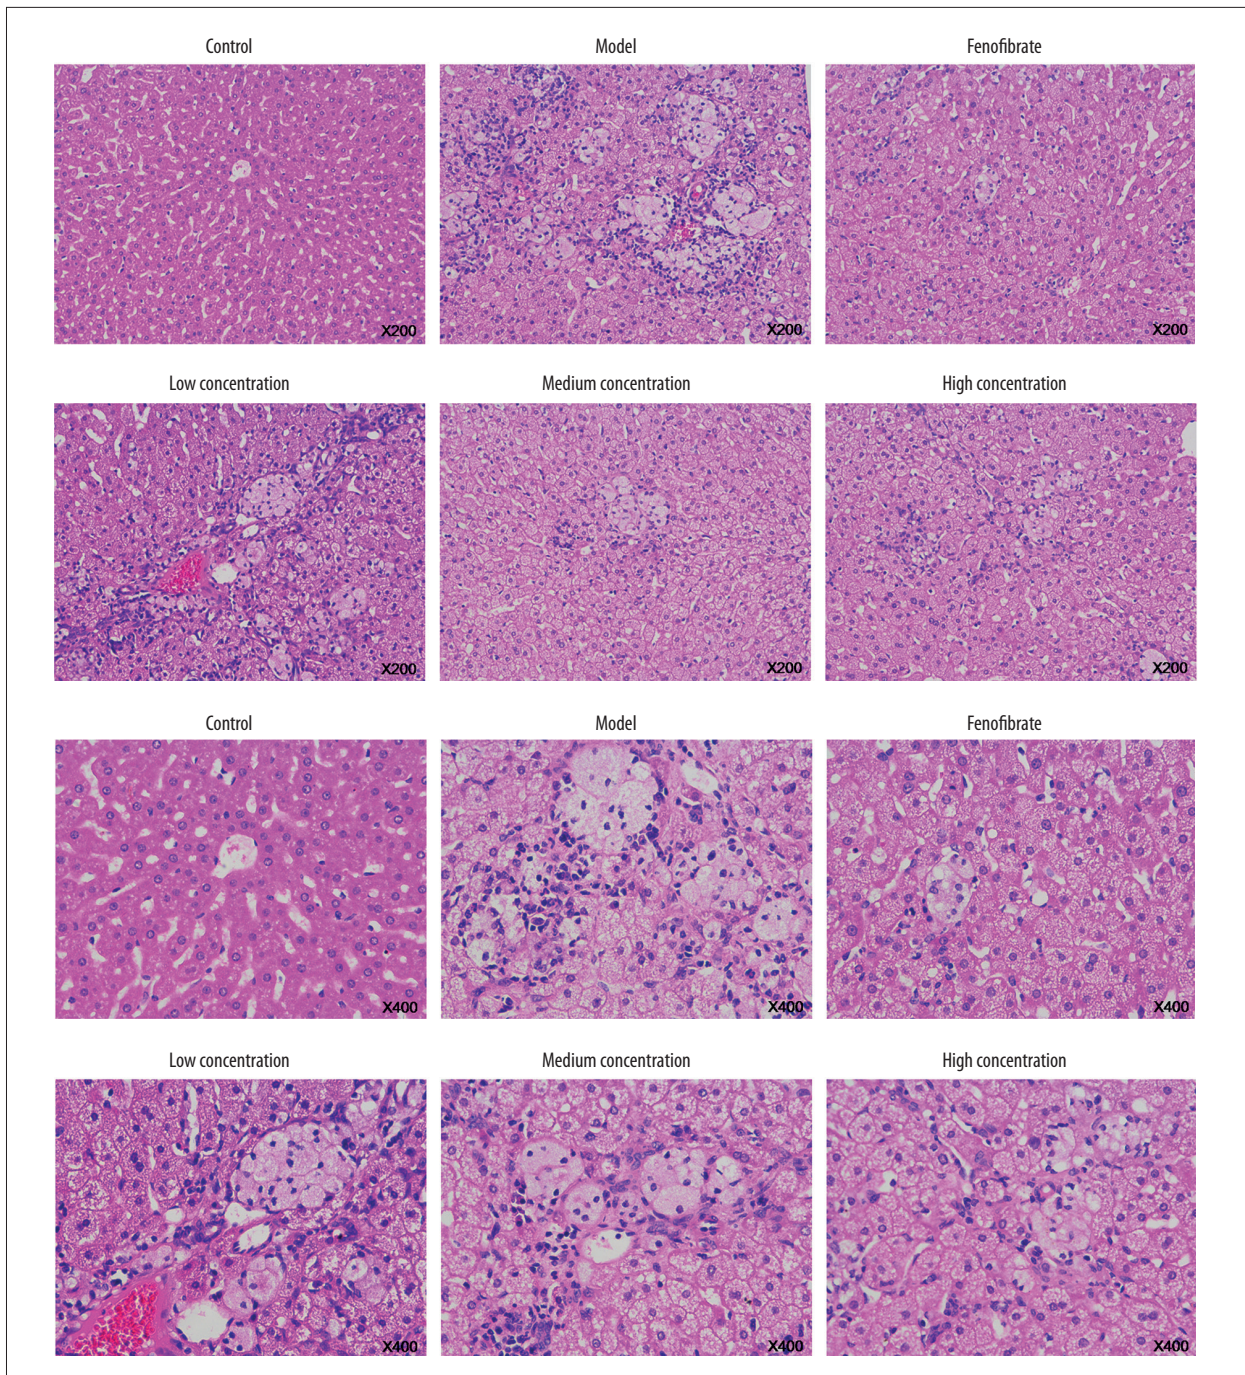 Control Model Fenofibrate
X200 X200 X200
Low concentration Medium concentration High concentration
X200 X200 X200
Control Model Fenofibrate
X400 X400 X400
Low concentration Medium concentration High concentration
X400 X400 X400